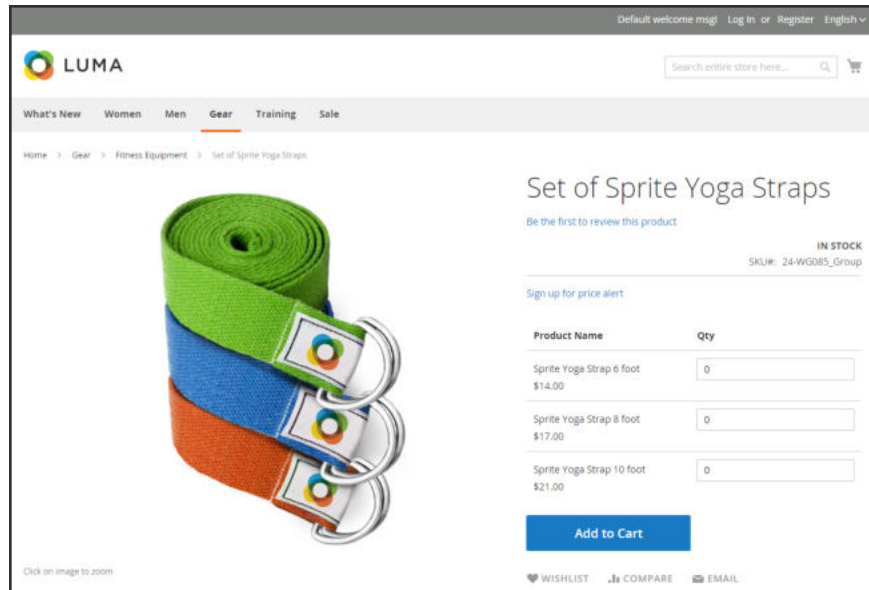 Default welcome msg! Log In or Register English
LUMA
Search entire store here...
What's New Women Men Gear Training Sale
Home > Gear > Fitness Equipment > Set of Sprite Yoga Straps
Set of Sprite Yoga Straps
Be the first to review this product
IN STOCK
SKU#: 24-WG085_Group
Sign up for price alert
Product Name Qty
Sprite Yoga Strap 6 foot 0
$14.00
Sprite Yoga Strap 8 foot 0
$17.00
Sprite Yoga Strap 10 foot 0
$21.00
Add to Cart
Click on image to zoom
WISHLIST COMPARE EMAIL